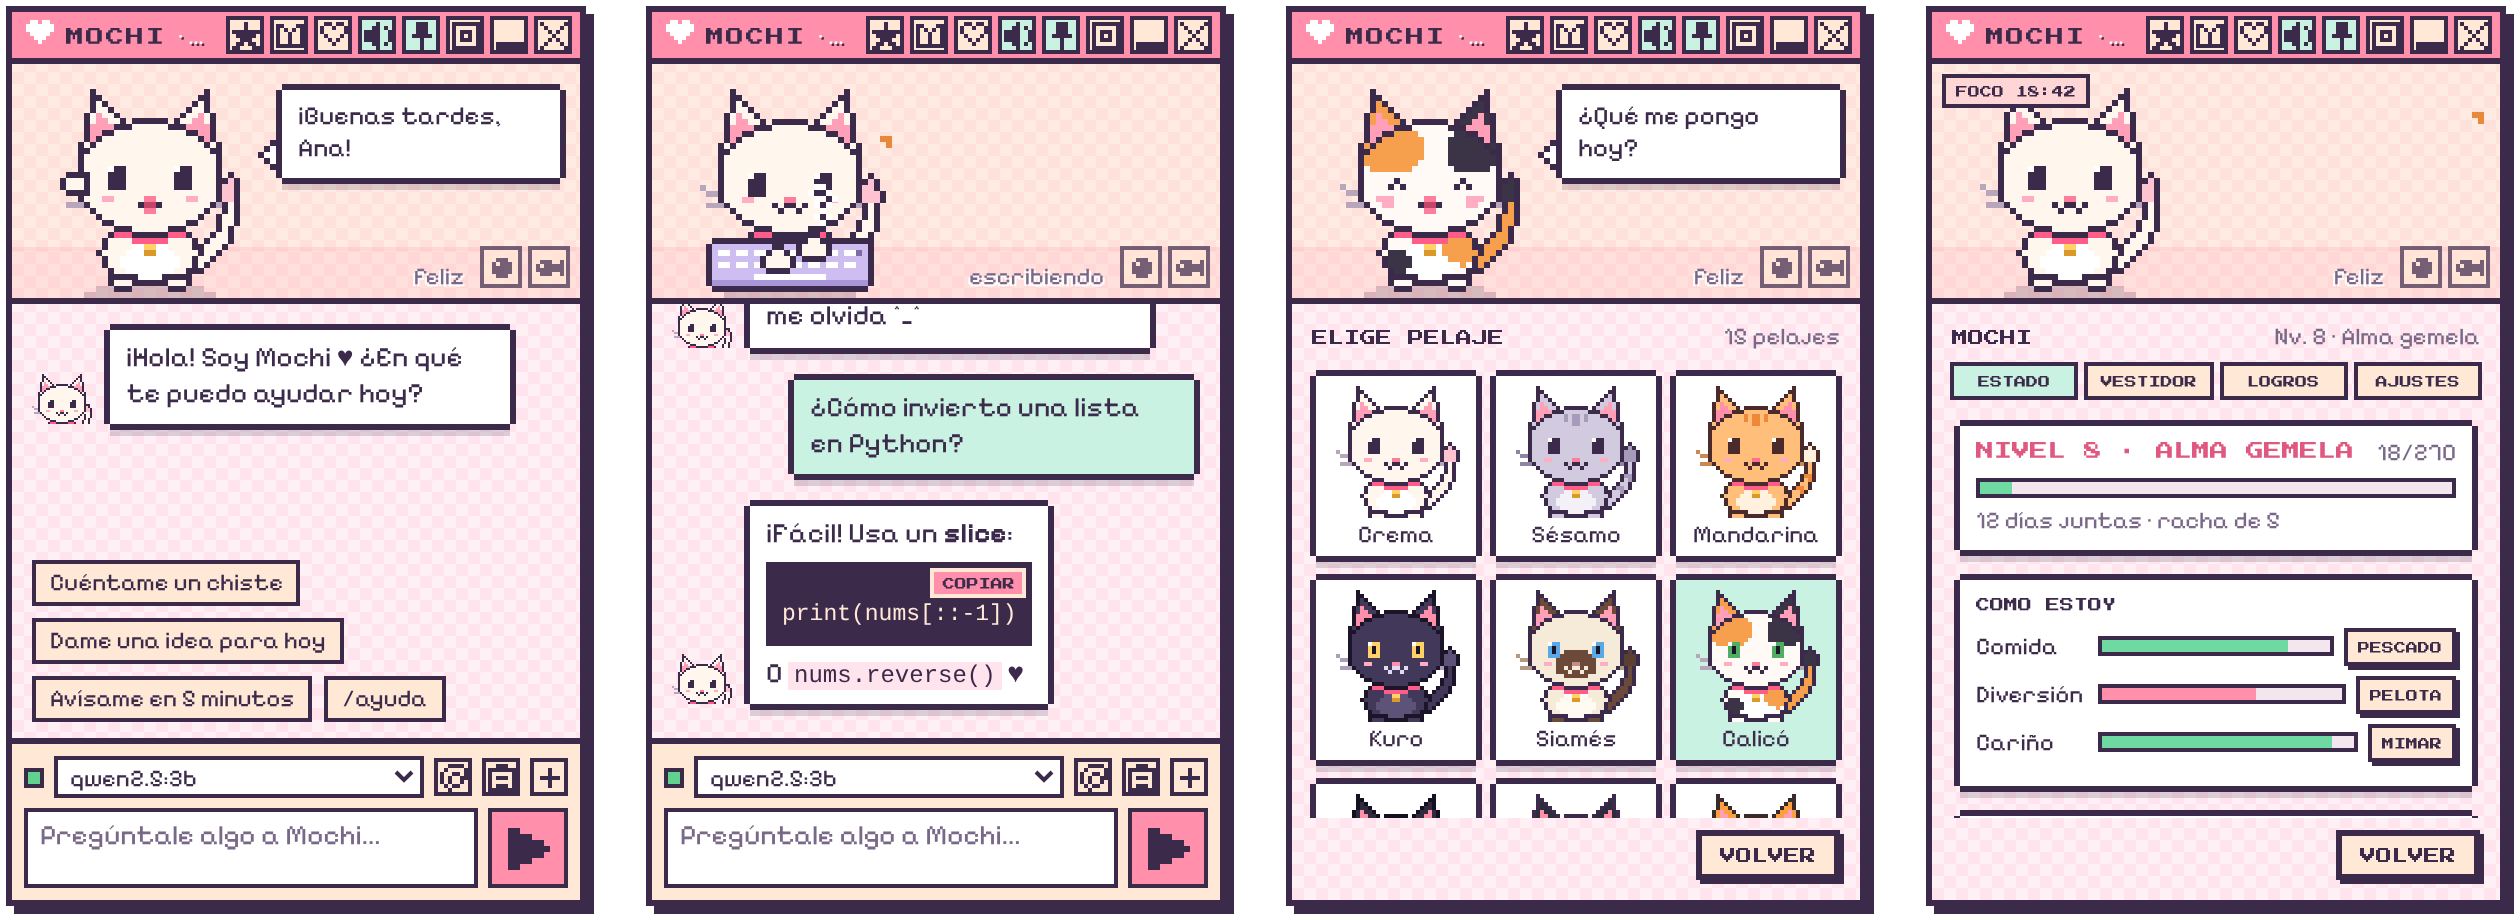 MOCHI ·...
¡Buenas tardes,
Ana!
feliz
¡Hola! Soy Mochi ♥ ¿En qué
te puedo ayudar hoy?
Cuéntame un chiste
Dame una idea para hoy
Avísame en 5 minutos
/ayuda
qwen2.5:3b
Pregúntale algo a Mochi...
MOCHI ·...
escribiendo
me olvida ^_^
¿Cómo invierto una lista
en Python?
¡Fácil! Usa un slice:
COPIAR
print(nums[::-1])
O nums.reverse() ♥
qwen2.5:3b
Pregúntale algo a Mochi...
MOCHI ·...
¿Qué me pongo
hoy?
feliz
ELIGE PELAJE
15 pelajes
Crema
Sésamo
Mandarina
Kuro
Siamés
Calicó
VOLVER
MOCHI ·...
FOCO 18:42
feliz
MOCHI
Nv. 8 · Alma gemela
ESTADO
VESTIDOR
LOGROS
AJUSTES
NIVEL 8 · ALMA GEMELA
18/270
12 días juntas · racha de 5
COMO ESTOY
Comida
PESCADO
Diversión
PELOTA
Cariño
MIMAR
VOLVER